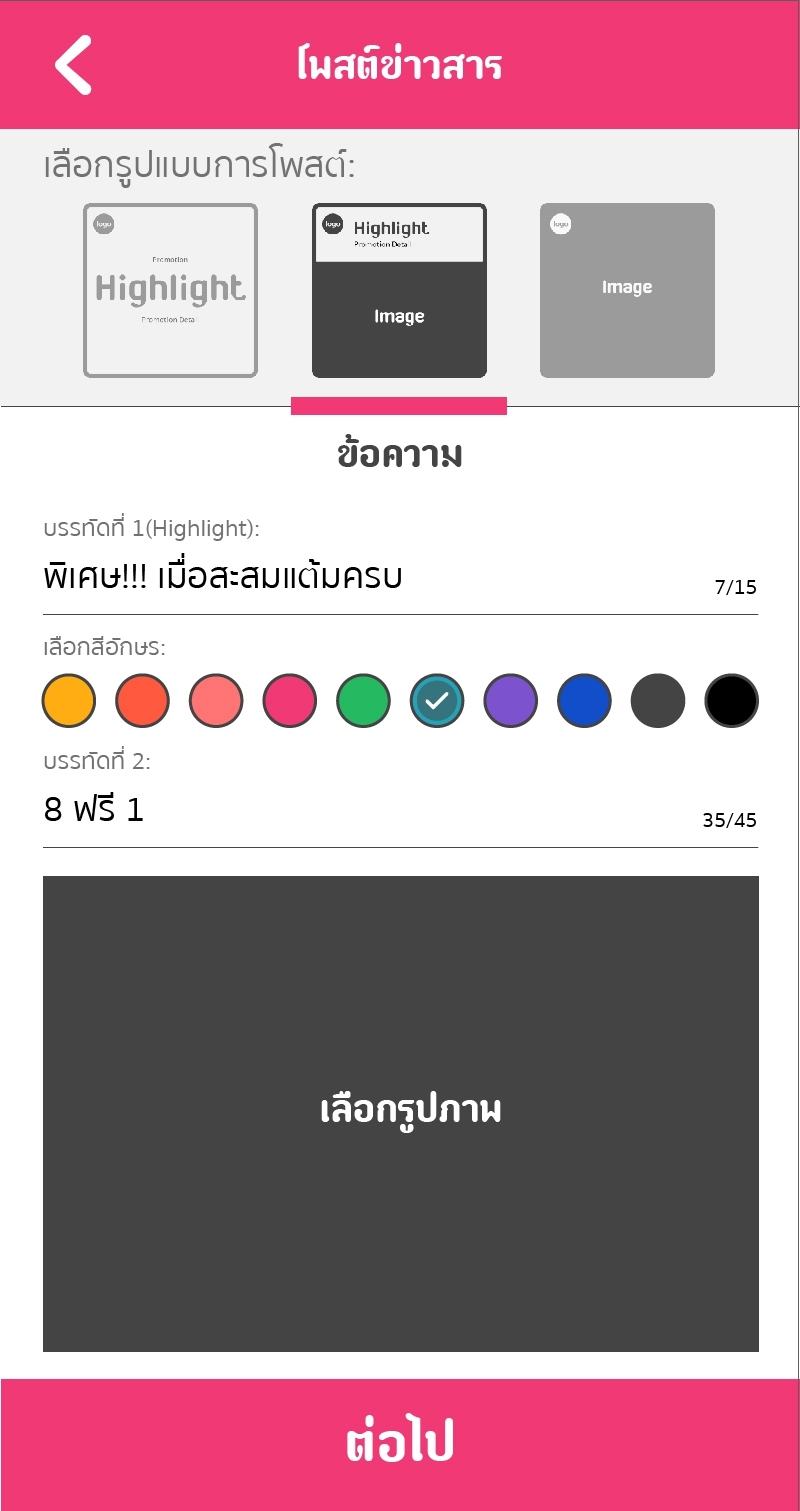 โพสต์ข่าวสาร
เลือกรูปแบบการโพสต์:
logo
Promotion
Highlight
Promotion Detail
logo
Highlight
Promotion Detail
Image
logo
Image
ข้อความ
บรรทัดที่ 1(Highlight):
พิเศษ!!! เมื่อสะสมแต้มครบ
7/15
เลือกสีอักษร:
บรรทัดที่ 2:
8 ฟรี 1
35/45
เลือกรูปภาพ
ต่อไป